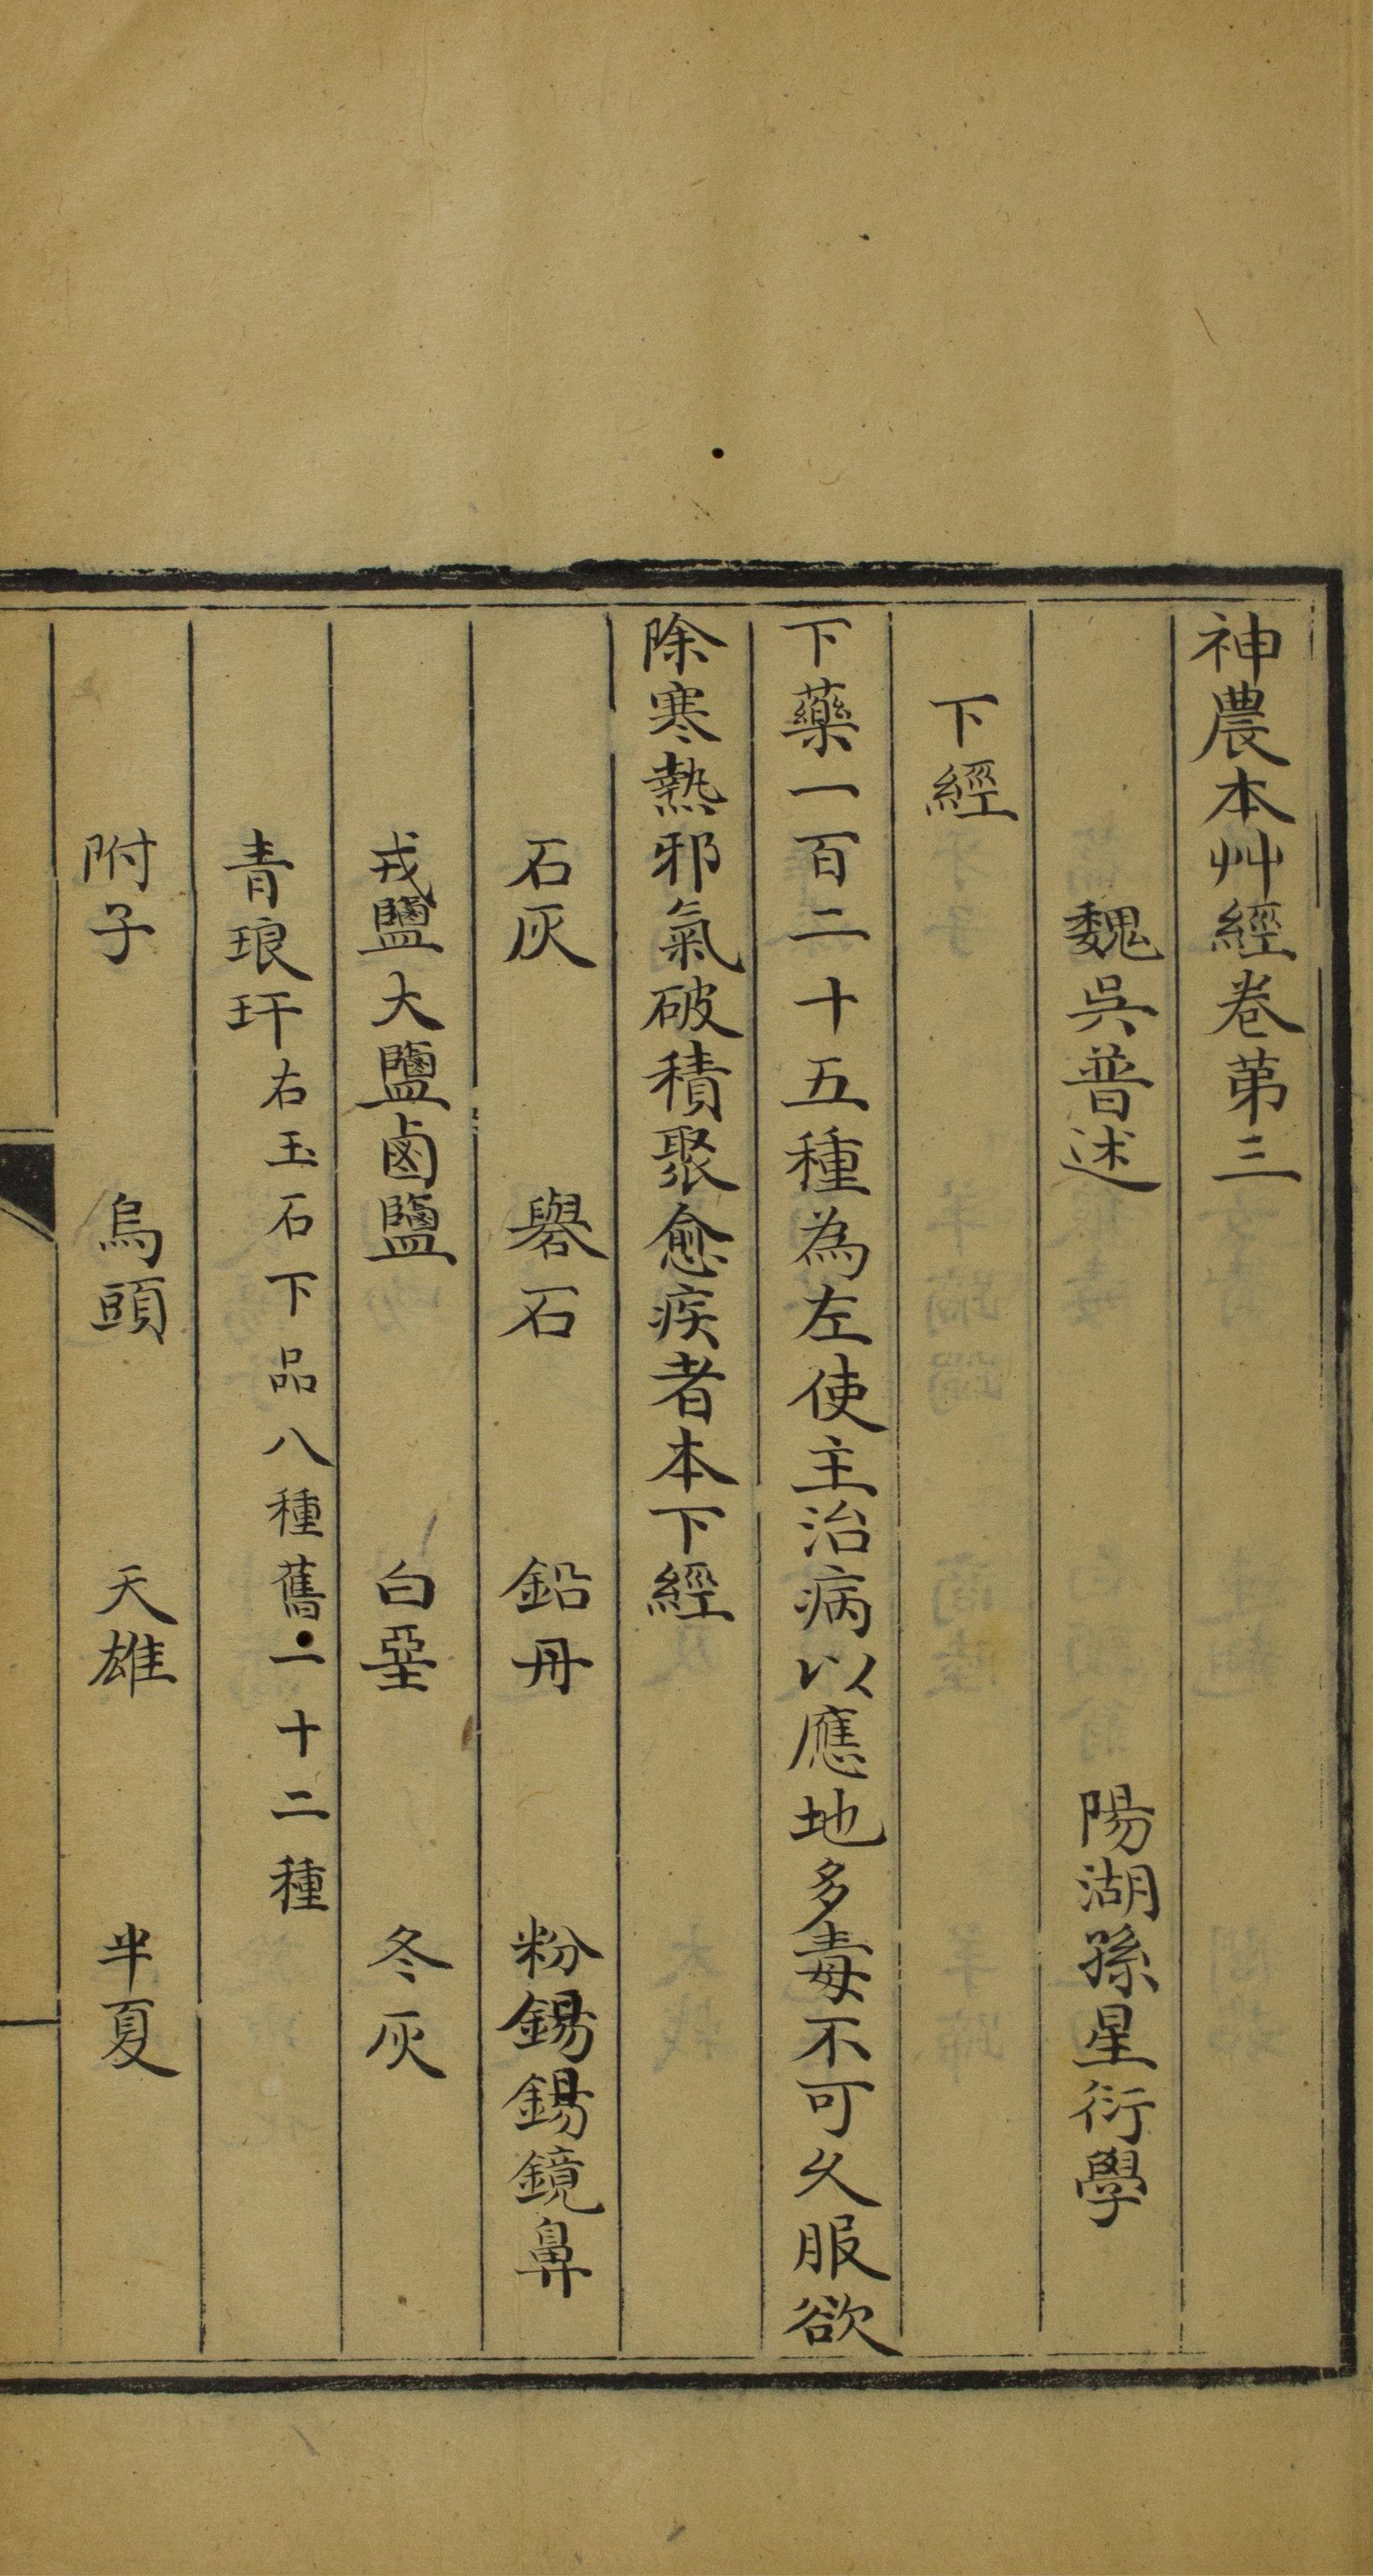 神農本艸經卷苐三
魏吳普述　陽湖孫星衍學
下經
下藥一百二十五種為左使主治病以應地多毒不可久服欲
除寒熱邪氣破積聚愈疾者本下經
石灰　礜石　鉛丹　粉錫錫鏡鼻
戎鹽大鹽鹵鹽　白堊　冬灰
青琅玕右玉石下品八種舊一十二種
附子　烏頭　天雄　半夏